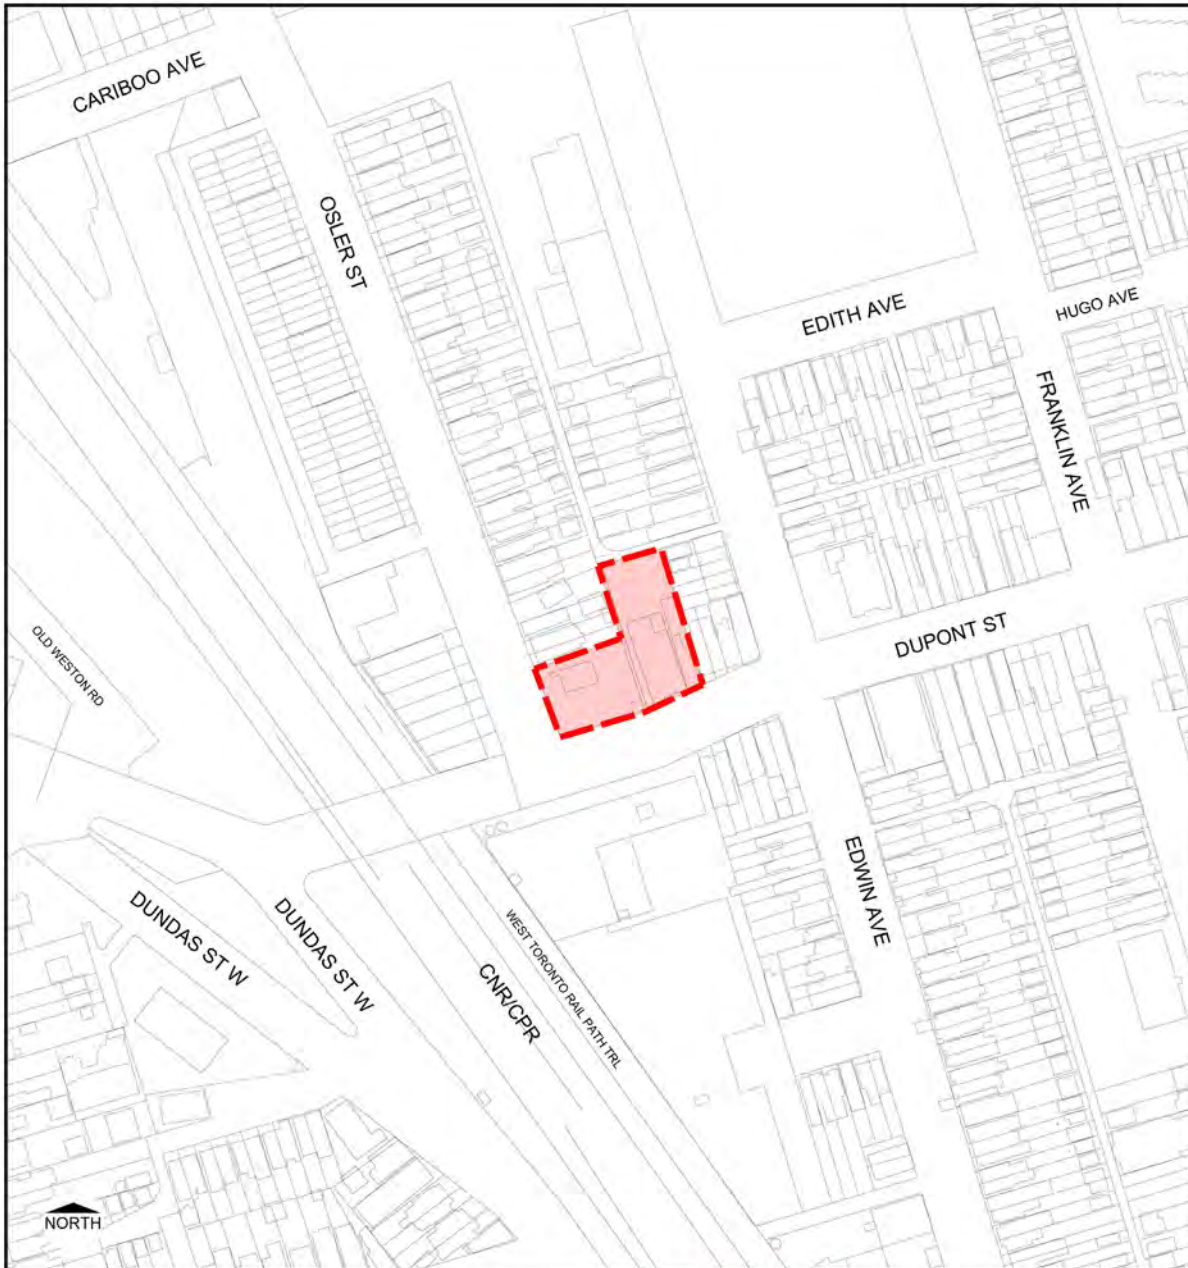 CARIBOO AVE
OSLER ST
EDITH AVE
HUGO AVE
FRANKLIN AVE
DUPONT ST
OLD WESTON RD
EDWIN AVE
DUNDAS ST W
DUNDAS ST W
CNR/CPR
WEST TORONTO RAIL PATH TRL
NORTH